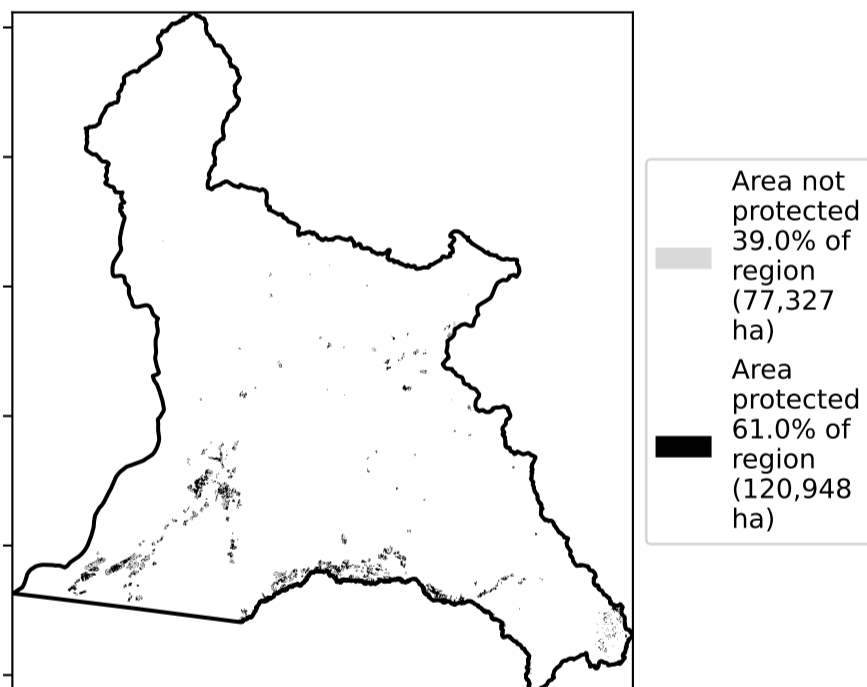 Area not
protected
39.0% of
region
(77,327
ha)
Area
protected
61.0% of
region
(120,948
ha)